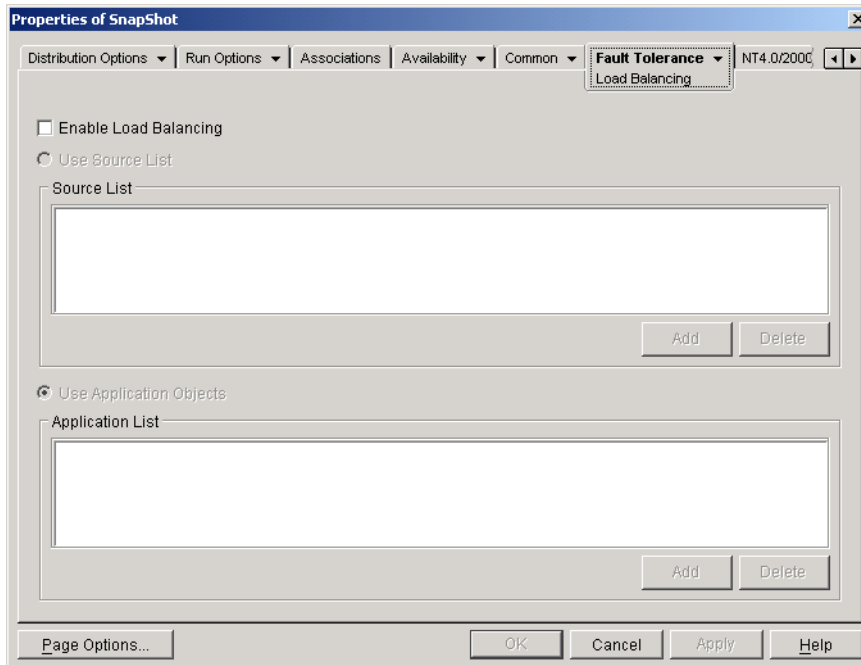 Properties of SnapShot
Distribution Options Run Options Associations Availability Common Fault Tolerance NT4.0/2000
Load Balancing
Enable Load Balancing
Use Source List
Source List
Add Delete
Use Application Objects
Application List
Add Delete
Page Options... OK Cancel Apply Help